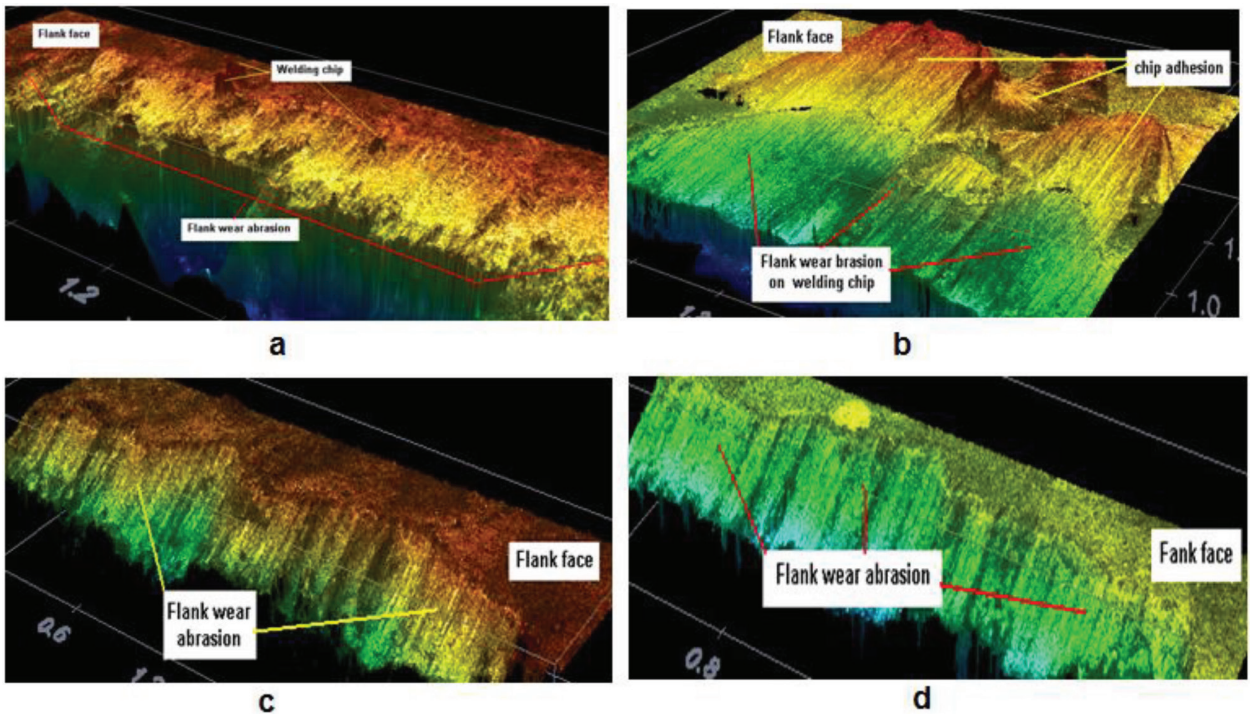 Flank face
Welding chip
Flank wear abrasion
1.2
a
Flank face
chip adhesion
Flank wear brasion
on welding chip
1.0
b
Flank face
Flank wear
abrasion
0.6
c
Fank face
Flank wear abrasion
0.8
d